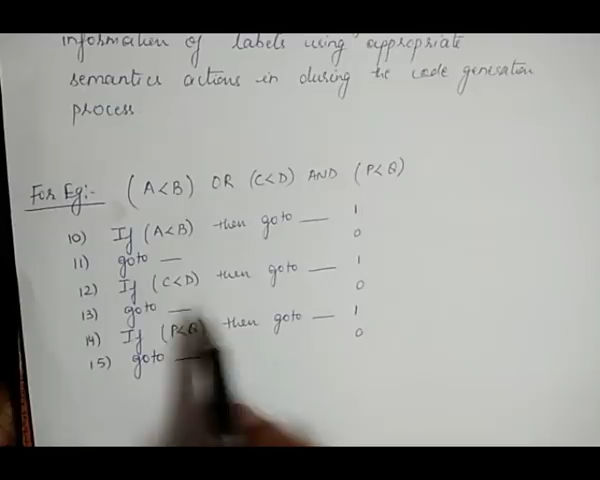 information of labels using appropriate
semantics actions in during the code generation
process
For Eg:- (A<B) OR (C<D) AND (P<Q)
10) If (A<B) then goto — 1
11) goto — 0
12) If (C<D) then goto — 1
13) goto — 0
14) If (P<Q) then goto — 1
15) goto — 0